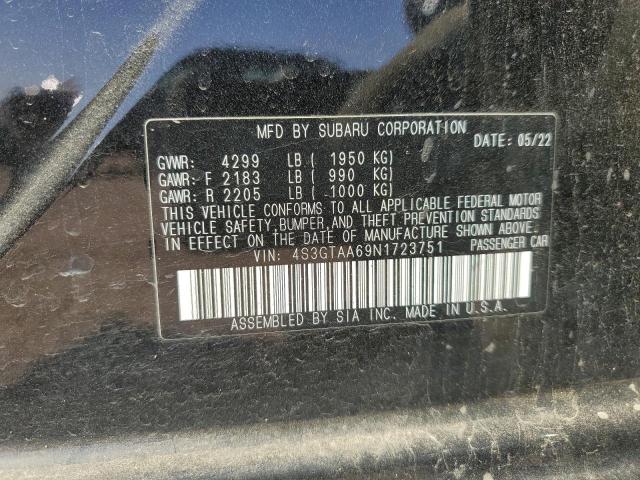 MFD BY SUBARU CORPORATION
DATE: 05/22
GVWR: 4299 LB ( 1950 KG)
GAWR: F 2183 LB ( 990 KG)
GAWR: R 2205 LB ( 1000 KG)
THIS VEHICLE CONFORMS TO ALL APPLICABLE FEDERAL MOTOR
VEHICLE SAFETY, BUMPER, AND THEFT PREVENTION STANDARDS
IN EFFECT ON THE DATE OF MANUFACTURE SHOWN ABOVE.
VIN: 4S3GTAA69N1723751 PASSENGER CAR
ASSEMBLED BY SIA INC. MADE IN U.S.A.